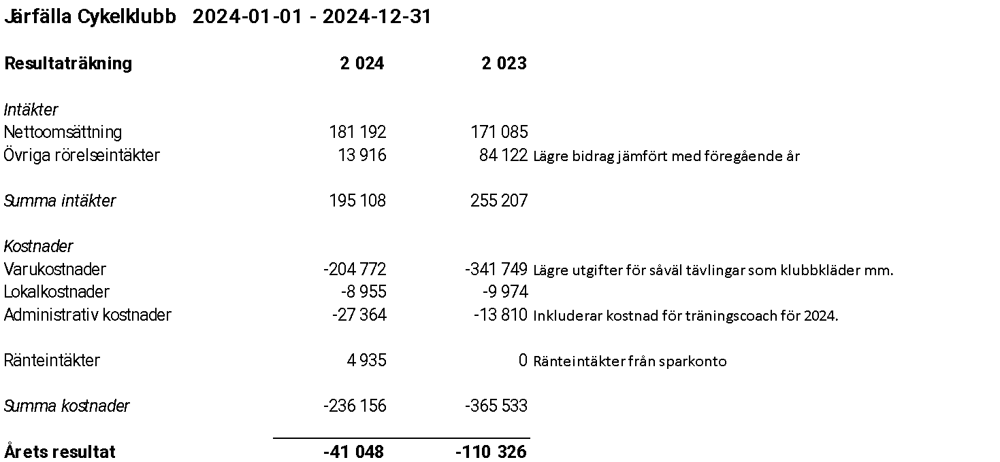 Järfälla Cykelklubb 2024-01-01 - 2024-12-31
Resultaträkning 2 024 2 023
Intäkter
Nettoomsättning 181 192 171 085
Övriga rörelseintäkter 13 916 84 122 Lägre bidrag jämfört med föregående år
Summa intäkter 195 108 255 207
Kostnader
Varukostnader -204 772 -341 749 Lägre utgifter för såväl tävlingar som klubbkläder mm.
Lokalkostnader -8 955 -9 974
Administrativ kostnader -27 364 -13 810 Inkluderar kostnad för träningscoach för 2024.
Ränteintäkter 4 935 0 Ränteintäkter från sparkonto
Summa kostnader -236 156 -365 533
Årets resultat -41 048 -110 326